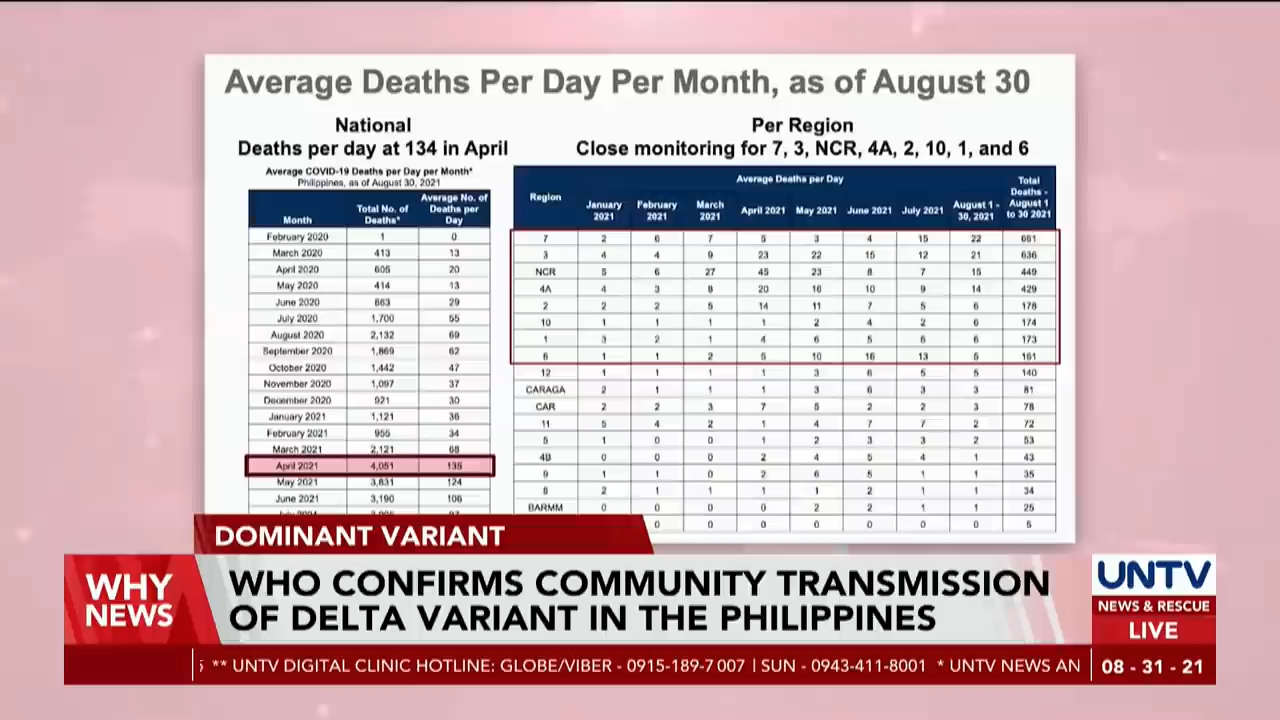 Average Deaths Per Day Per Month, as of August 30
National
Deaths per day at 134 in April
Average COVID-19 Deaths per Day per Month*
Philippines, as of August 30, 2021
Month Total No. of Deaths* Average No. of Deaths per Day
February 2020 1 0
March 2020 413 13
April 2020 605 20
May 2020 414 13
June 2020 863 29
July 2020 1,700 55
August 2020 2,132 69
September 2020 1,869 62
October 2020 1,442 47
November 2020 1,097 37
December 2020 921 30
January 2021 1,121 36
February 2021 955 34
March 2021 2,121 68
April 2021 4,051 135
May 2021 3,831 124
June 2021 3,190 106
Per Region
Close monitoring for 7, 3, NCR, 4A, 2, 10, 1, and 6
Average Deaths per Day
Region January 2021 February 2021 March 2021 April 2021 May 2021 June 2021 July 2021 August 1 - 30, 2021 Total Deaths - August 1 to 30 2021
7 2 6 7 5 3 4 15 22 661
3 4 4 9 23 22 15 12 21 636
NCR 5 6 27 45 23 8 7 15 449
4A 4 3 8 20 16 10 9 14 429
2 2 2 5 14 11 7 5 6 178
10 1 1 1 1 2 4 2 6 174
1 3 2 1 4 6 5 6 6 173
6 1 1 2 5 10 16 13 5 161
12 1 1 1 1 3 6 5 5 140
CARAGA 2 1 1 1 3 6 3 3 81
CAR 2 2 3 7 5 2 2 3 78
11 5 4 2 1 4 7 7 2 72
5 1 0 0 1 2 3 3 2 53
4B 0 0 0 2 4 5 4 1 43
9 1 1 0 2 6 5 1 1 35
8 2 1 1 1 1 2 1 1 34
BARMM 0 0 0 0 2 2 1 1 25
0 0 0 0 0 0 0 5
DOMINANT VARIANT
WHY
NEWS
WHO CONFIRMS COMMUNITY TRANSMISSION
OF DELTA VARIANT IN THE PHILIPPINES
UNTV
NEWS & RESCUE
LIVE
** UNTV DIGITAL CLINIC HOTLINE: GLOBE/VIBER - 0915-189-7007 | SUN - 0943-411-8001 * UNTV NEWS AN
08 - 31 - 21